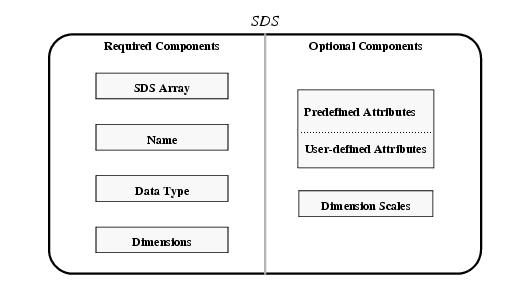 SDS
Required Components
SDS Array
Name
Data Type
Dimensions
Optional Components
Predefined Attributes
User-defined Attributes
Dimension Scales